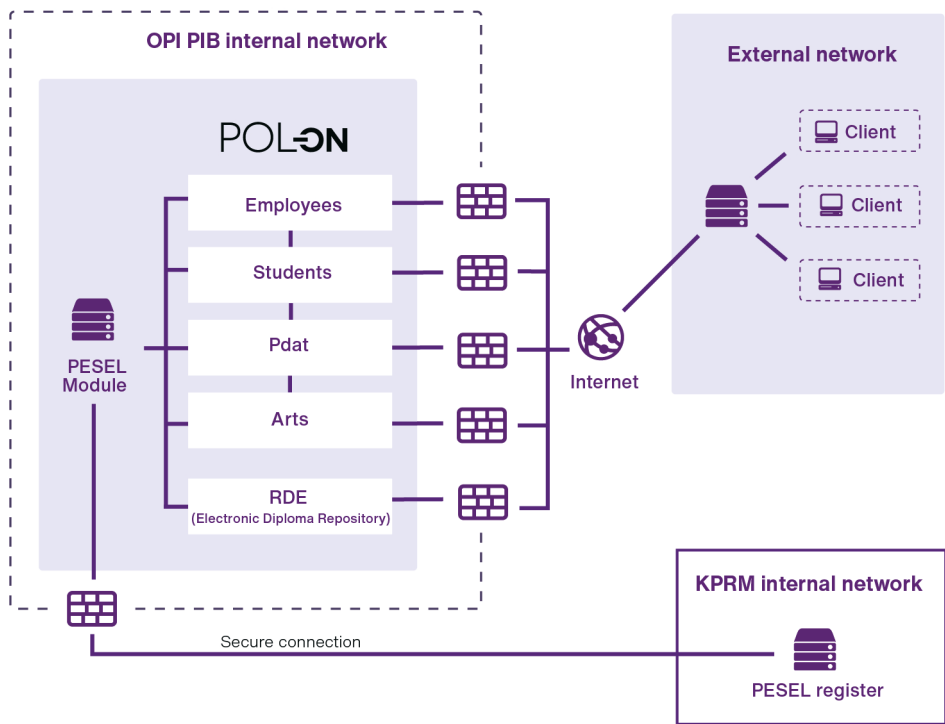 OPI PIB internal network
POL-ON
Employees
Students
Pdat
Arts
RDE
(Electronic Diploma Repository)
PESEL
Module
Internet
External network
Client
Client
Client
Secure connection
KPRM internal network
PESEL register